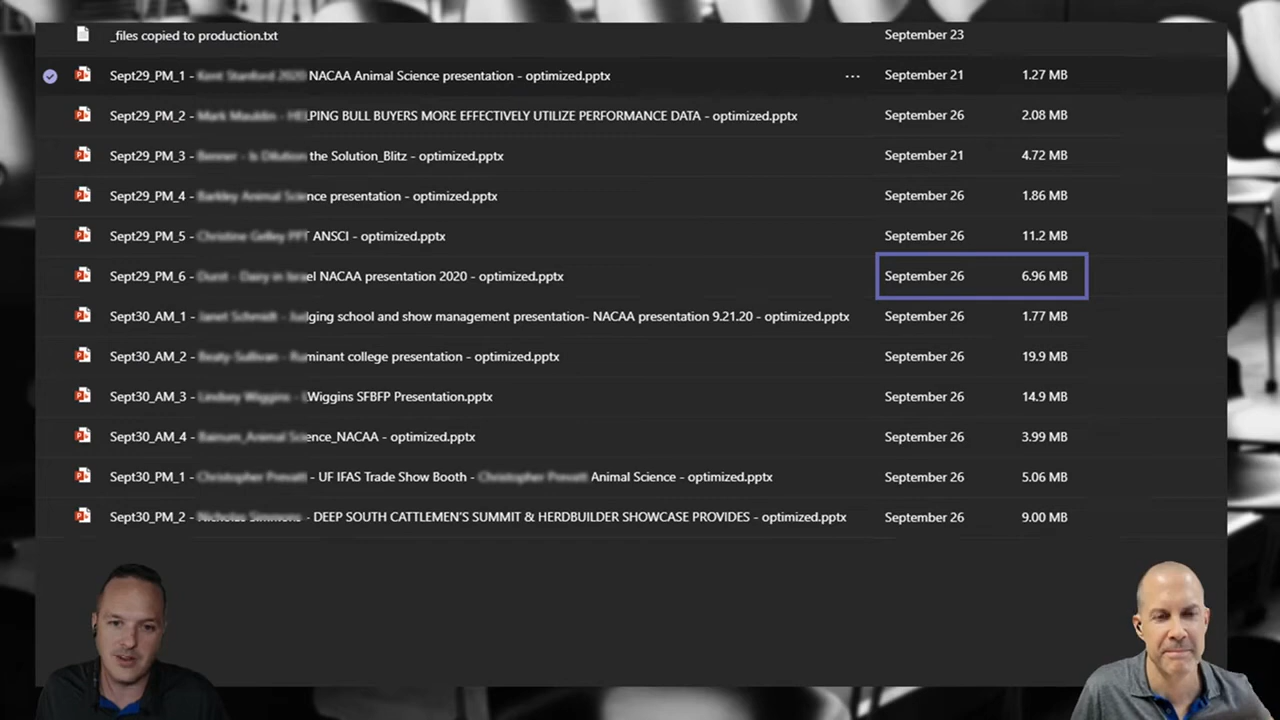 _files copied to production.txt September 23
Sept29_PM_1 - NACAA Animal Science presentation - optimized.pptx ... September 21 1.27 MB
Sept29_PM_2 - PING BULL BUYERS MORE EFFECTIVELY UTILIZE PERFORMANCE DATA - optimized.pptx September 26 2.08 MB
Sept29_PM_3 - the Solution_Blitz - optimized.pptx September 21 4.72 MB
Sept29_PM_4 - nce presentation - optimized.pptx September 26 1.86 MB
Sept29_PM_5 - ANSCI - optimized.pptx September 26 11.2 MB
Sept29_PM_6 - el NACAA presentation 2020 - optimized.pptx September 26 6.96 MB
Sept30_AM_1 - dging school and show management presentation- NACAA presentation 9.21.20 - optimized.pptx September 26 1.77 MB
Sept30_AM_2 - minant college presentation - optimized.pptx September 26 19.9 MB
Sept30_AM_3 - Wiggins SFBFP Presentation.pptx September 26 14.9 MB
Sept30_AM_4 - ence_NACAA - optimized.pptx September 26 3.99 MB
Sept30_PM_1 - - UF IFAS Trade Show Booth - Animal Science - optimized.pptx September 26 5.06 MB
Sept30_PM_2 - - DEEP SOUTH CATTLEMEN'S SUMMIT & HERDBUILDER SHOWCASE PROVIDES - optimized.pptx September 26 9.00 MB